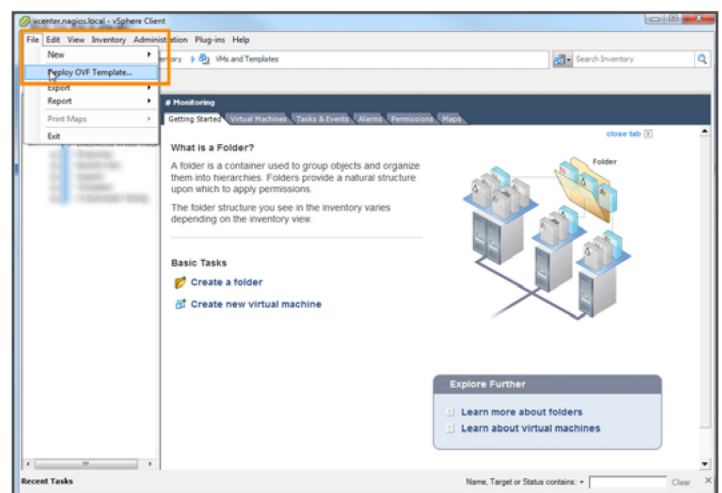 vcenter.nagios.local - vSphere Client
File Edit View Inventory Administration Plug-ins Help
New
ventory VMs and Templates
Search Inventory
Deploy OVF Template...
Export
Report
Print Maps
Exit
# Monitoring
Getting Started Virtual Machines Tasks & Events Alarms Permissions Maps
close tab
What is a Folder?
A folder is a container used to group objects and organize
them into hierarchies. Folders provide a natural structure
upon which to apply permissions.
The folder structure you see in the inventory varies
depending on the inventory view.
Folder
Basic Tasks
Create a folder
Create new virtual machine
Explore Further
Learn more about folders
Learn about virtual machines
Recent Tasks
Name, Target or Status contains:
Clear